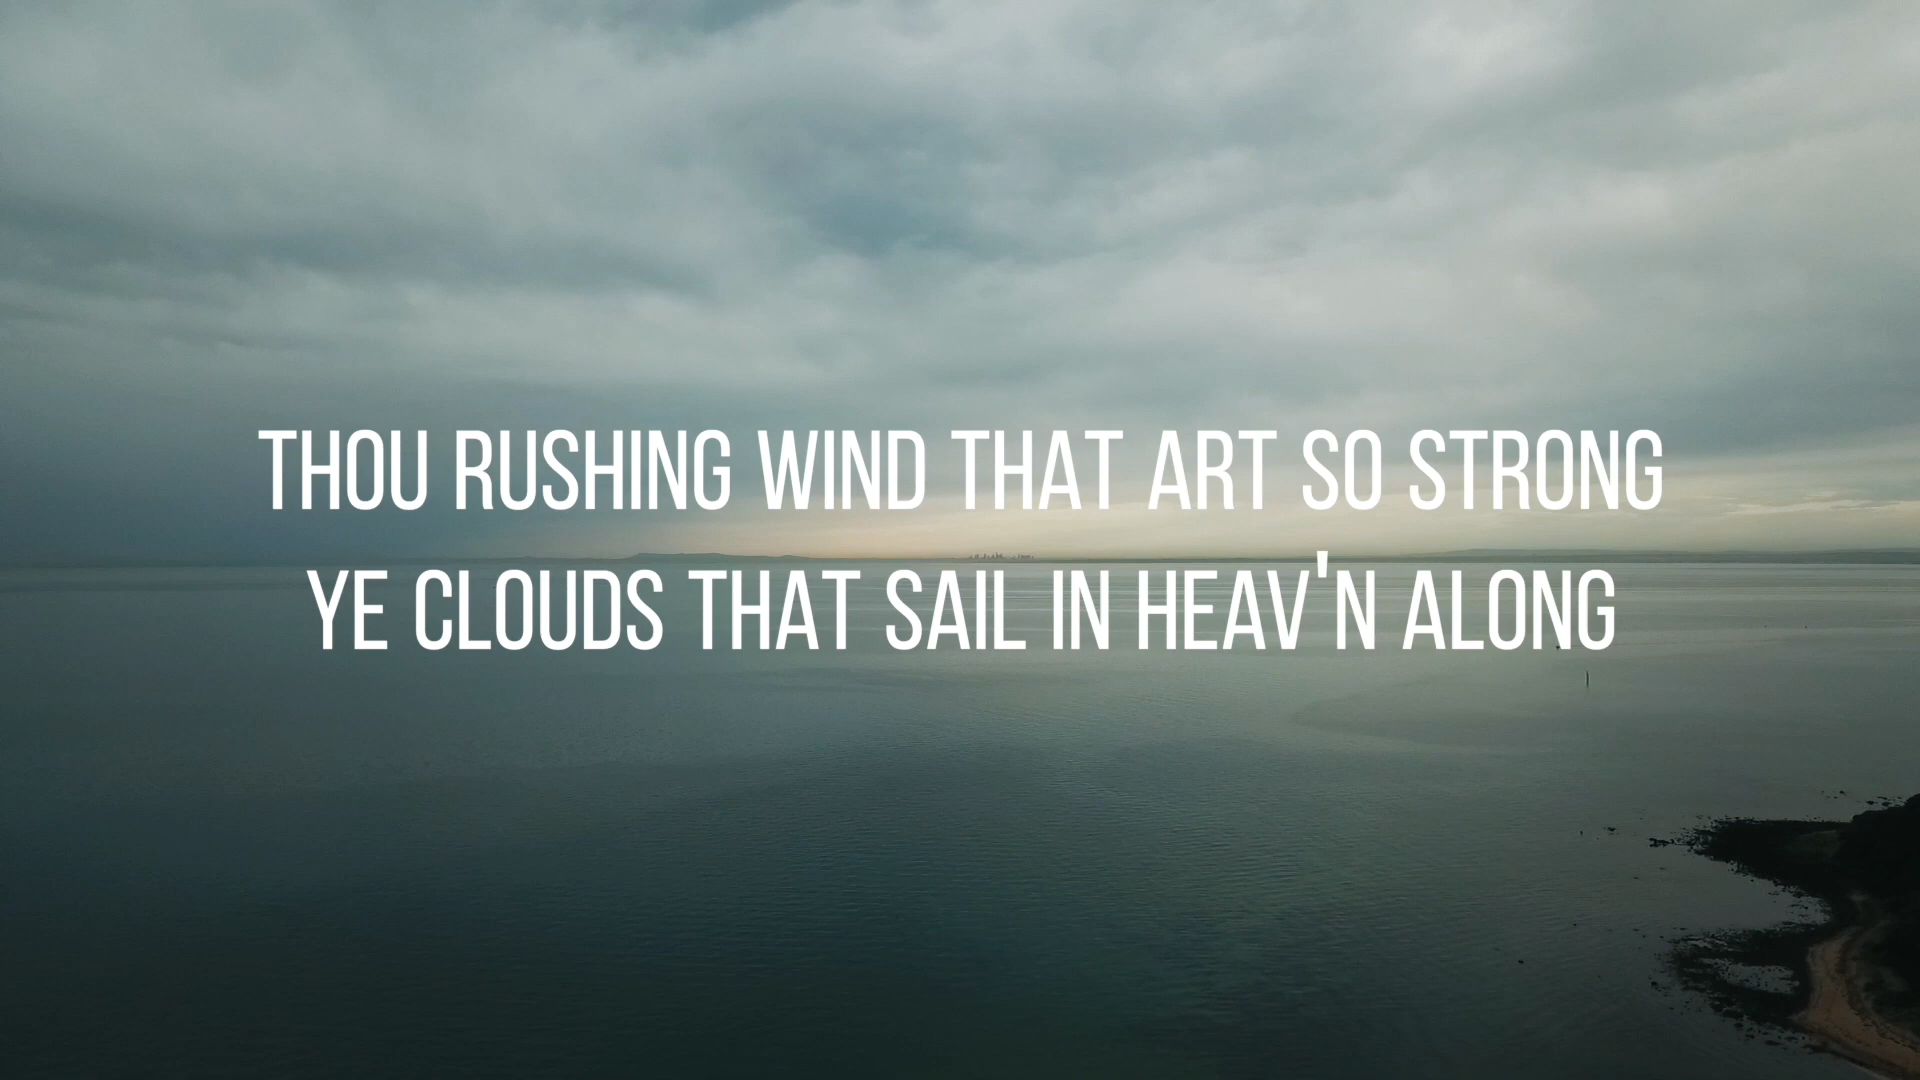 THOU RUSHING WIND THAT ART SO STRONG
YE CLOUDS THAT SAIL IN HEAV'N ALONG